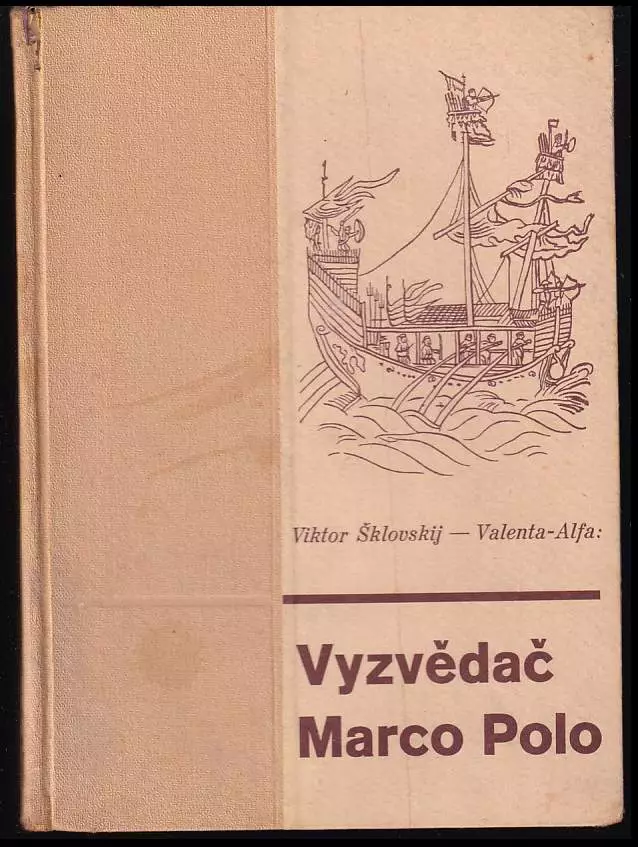 Viktor Šklovskij — Valenta-Alfa:
Vyzvědač
Marco Polo